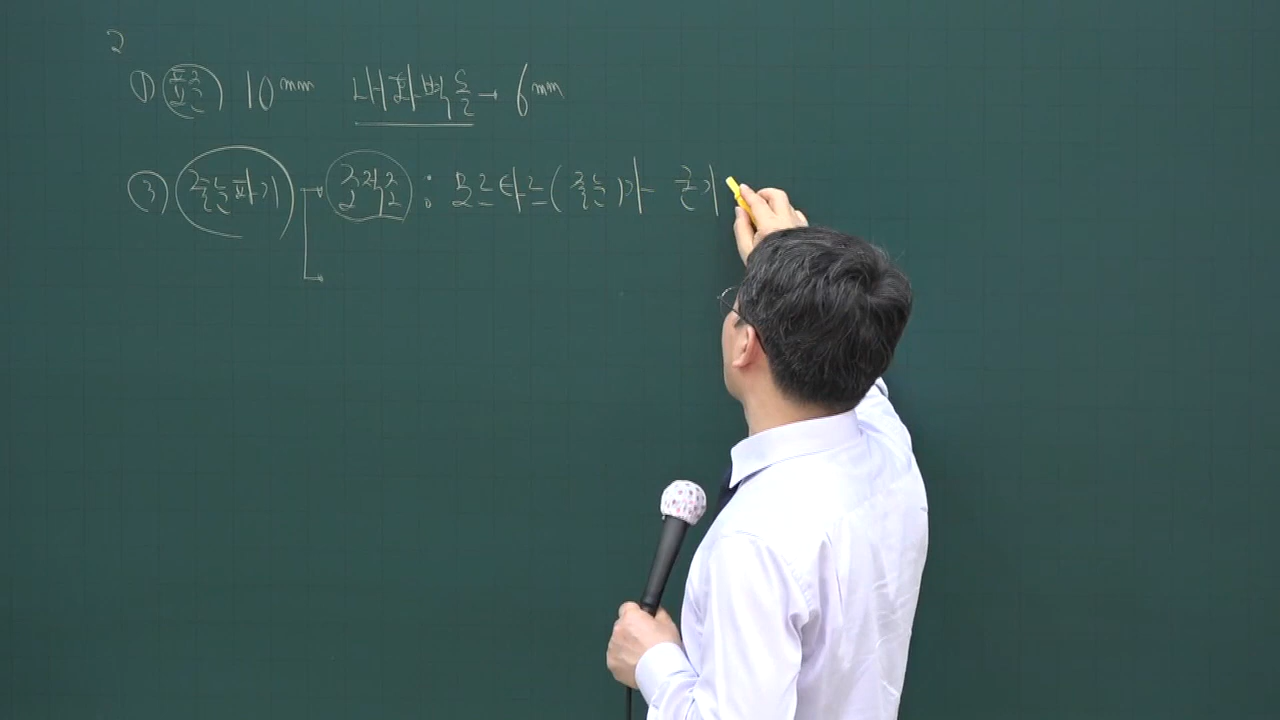 2
① 표준 10mm 내화벽돌 → 6mm
③ 줄눈파기 → 조적조 : 모르타르(줄눈)가 굳기